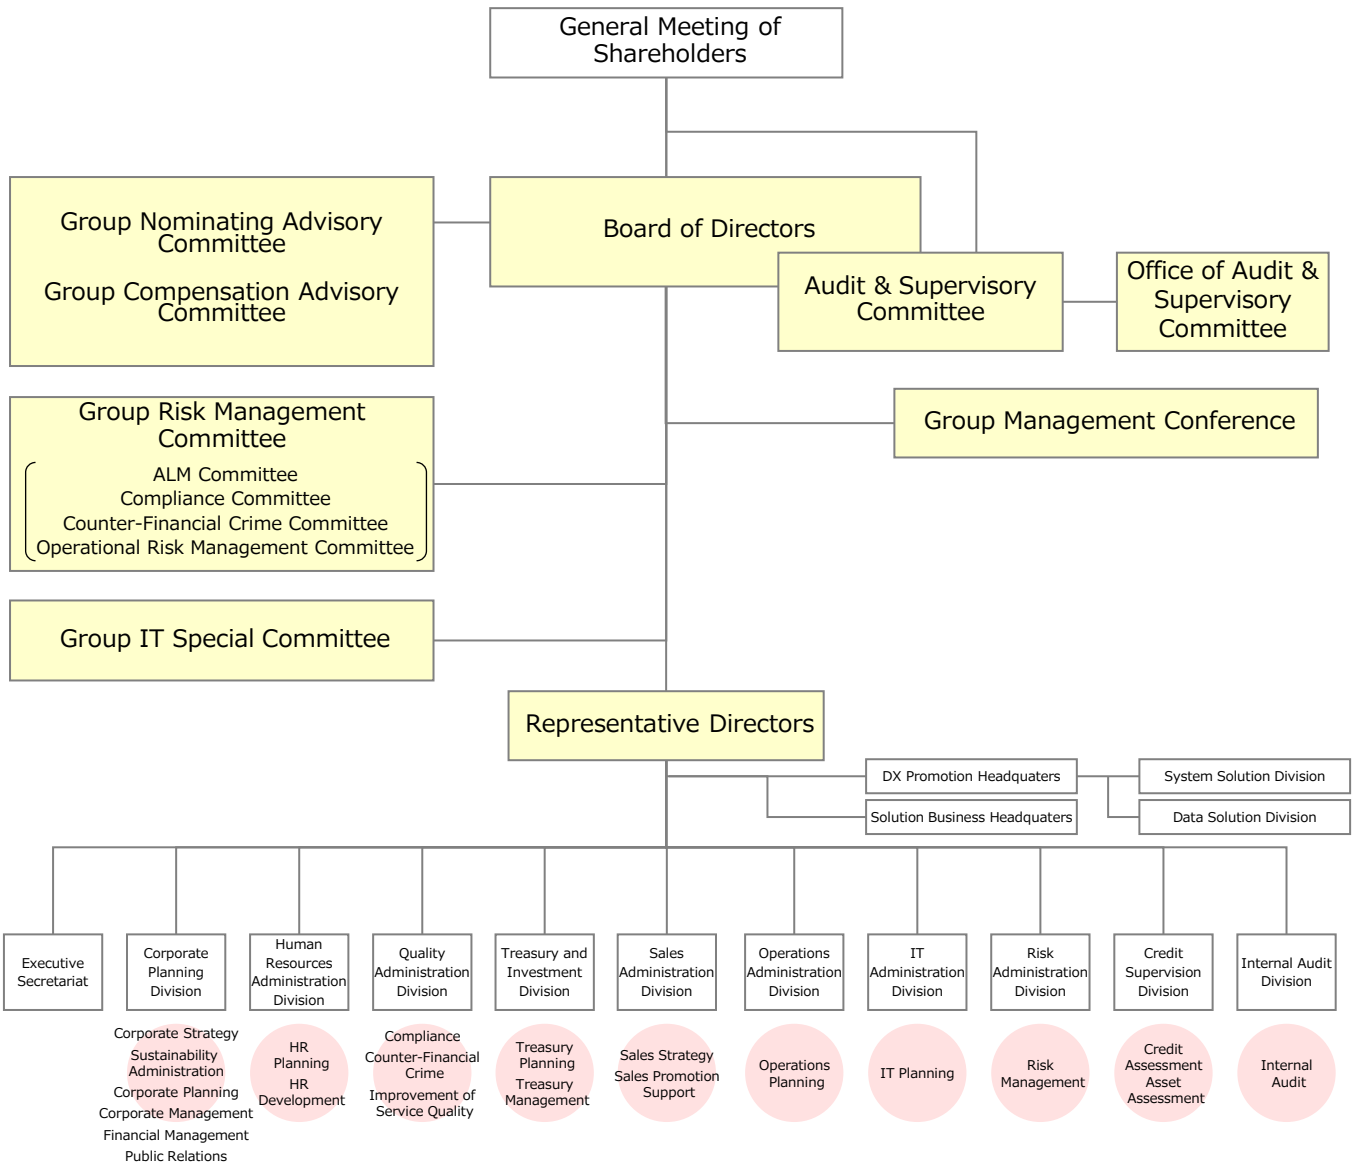 General Meeting of
Shareholders
Group Nominating Advisory
Committee
Group Compensation Advisory
Committee
Board of Directors
Audit & Supervisory
Committee
Office of Audit &
Supervisory
Committee
Group Risk Management
Committee
ALM Committee
Compliance Committee
Counter-Financial Crime Committee
Operational Risk Management Committee
Group Management Conference
Group IT Special Committee
Representative Directors
DX Promotion Headquaters
System Solution Division
Solution Business Headquaters
Data Solution Division
Executive
Secretariat
Corporate
Planning
Division
Human
Resources
Administration
Division
Quality
Administration
Division
Treasury and
Investment
Division
Sales
Administration
Division
Operations
Administration
Division
IT
Administration
Division
Risk
Administration
Division
Credit
Supervision
Division
Internal Audit
Division
Corporate Strategy
Sustainability
Administration
Corporate Planning
Corporate Management
Financial Management
Public Relations
HR
Planning
HR
Development
Compliance
Counter-Financial
Crime
Improvement of
Service Quality
Treasury
Planning
Treasury
Management
Sales Strategy
Sales Promotion
Support
Operations
Planning
IT Planning
Risk
Management
Credit
Assessment
Asset
Assessment
Internal
Audit